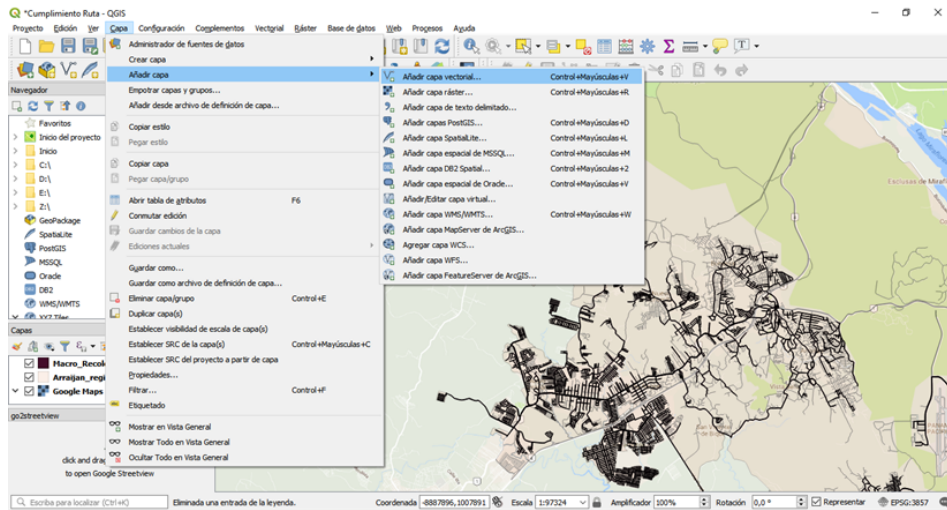 *Cumplimiento Ruta - QGIS
Proyecto Edición Ver Capa Configuración Complementos Vectorial Ráster Base de datos Web Procesos Ayuda
Administrador de fuentes de datos
Crear capa
Añadir capa
Empotrar capas y grupos...
Añadir desde archivo de definición de capa...
Copiar estilo
Pegar estilo
Copiar capa
Pegar capa/grupo
Abrir tabla de atributos F6
Conmutar edición
Guardar cambios de la capa
Ediciones actuales
Guardar como...
Guardar como archivo de definición de capa...
Eliminar capa/grupo Control+E
Duplicar capa(s)
Establecer visibilidad de escala de capa(s)
Establecer SRC de la capa(s) Control+Mayúsculas+C
Establecer SRC del proyecto a partir de capa
Propiedades...
Filtrar... Control+F
Etiquetado
Mostrar en Vista General
Mostrar Todo en Vista General
Ocultar Todo en Vista General
Añadir capa vectorial... Control+Mayúsculas+V
Añadir capa ráster... Control+Mayúsculas+R
Añadir capa de texto delimitado...
Añadir capas PostGIS... Control+Mayúsculas+D
Añadir capa SpatiaLite... Control+Mayúsculas+L
Añadir capa espacial de MSSQL... Control+Mayúsculas+M
Añadir capa DB2 Spatial... Control+Mayúsculas+2
Añadir capa espacial de Oracle... Control+Mayúsculas+V
Añadir/Editar capa virtual...
Añadir capa WMS/WMTS... Control+Mayúsculas+W
Añadir capa MapServer de ArcGIS...
Agregar capa WCS...
Añadir capa WFS...
Añadir capa FeatureServer de ArcGIS...
Navegador
Favoritos
Inicio del proyecto
Inicio
C:\
D:\
E:\
Z:\
GeoPackage
SpatiaLite
PostGIS
MSSQL
Oracle
DB2
WMS/WMTS
XYZ Tiles
Capas
Macro_Recol
Arraijan_regi
Google Maps
go2streetview
click and drag
to open Google Streetview
Esclusas de Mirafl
Escriba para localizar (Ctrl+K) Eliminada una entrada de la leyenda. Coordenada -8887896,1007891 Escala 1:97324 Amplificador 100% Rotación 0,0 ° Representar EPSG:3857